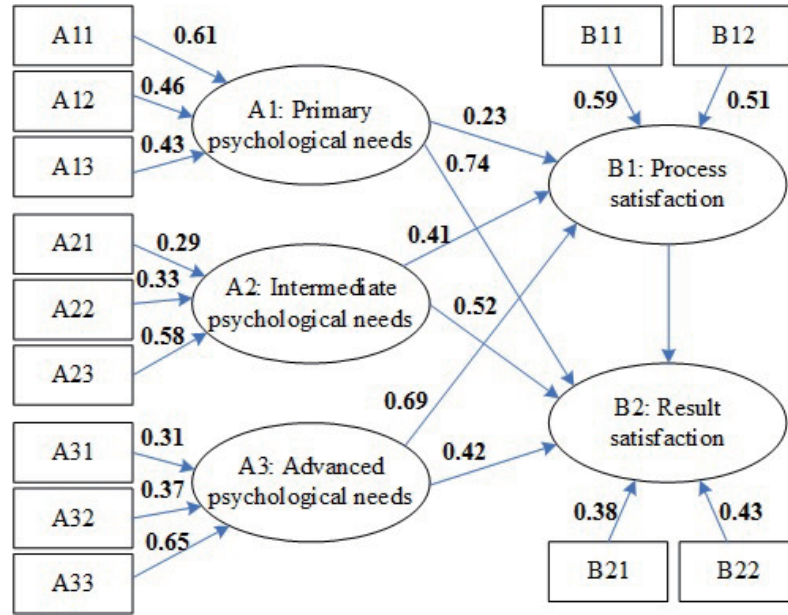 A11
0.61
A12
0.46
A13
0.43
A1: Primary
psychological needs
0.23
0.74
B11
B12
0.59
0.51
B1: Process
satisfaction
A21
0.29
A22
0.33
A23
0.58
A2: Intermediate
psychological needs
0.41
0.52
A31
0.31
A32
0.37
A33
0.65
A3: Advanced
psychological needs
0.69
0.42
B2: Result
satisfaction
0.38
0.43
B21
B22